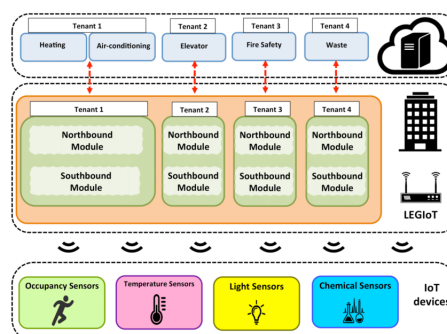 Tenant 1
Tenant 2
Tenant 3
Tenant 4
Heating
Air-conditioning
Elevator
Fire Safety
Waste
Tenant 1
Tenant 2
Tenant 3
Tenant 4
Northbound
Module
Northbound
Module
Northbound
Module
Northbound
Module
Southbound
Module
Southbound
Module
Southbound
Module
Southbound
Module
LEGIoT
Occupancy Sensors
Temperature Sensors
Light Sensors
Chemical Sensors
IoT
devices